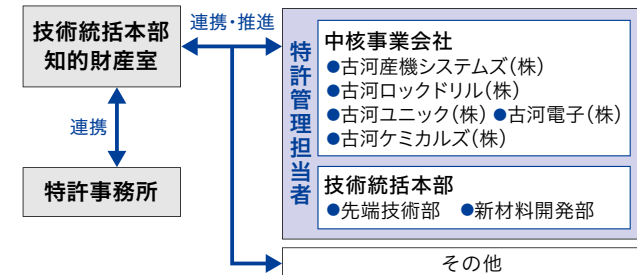 技術統括本部
知的財産室
連携・推進
連携
特許事務所
特許管理担当者
中核事業会社
●古河産機システムズ(株)
●古河ロックドリル(株)
●古河ユニック(株) ●古河電子(株)
●古河ケミカルズ(株)
技術統括本部
●先端技術部 ●新材料開発部
その他